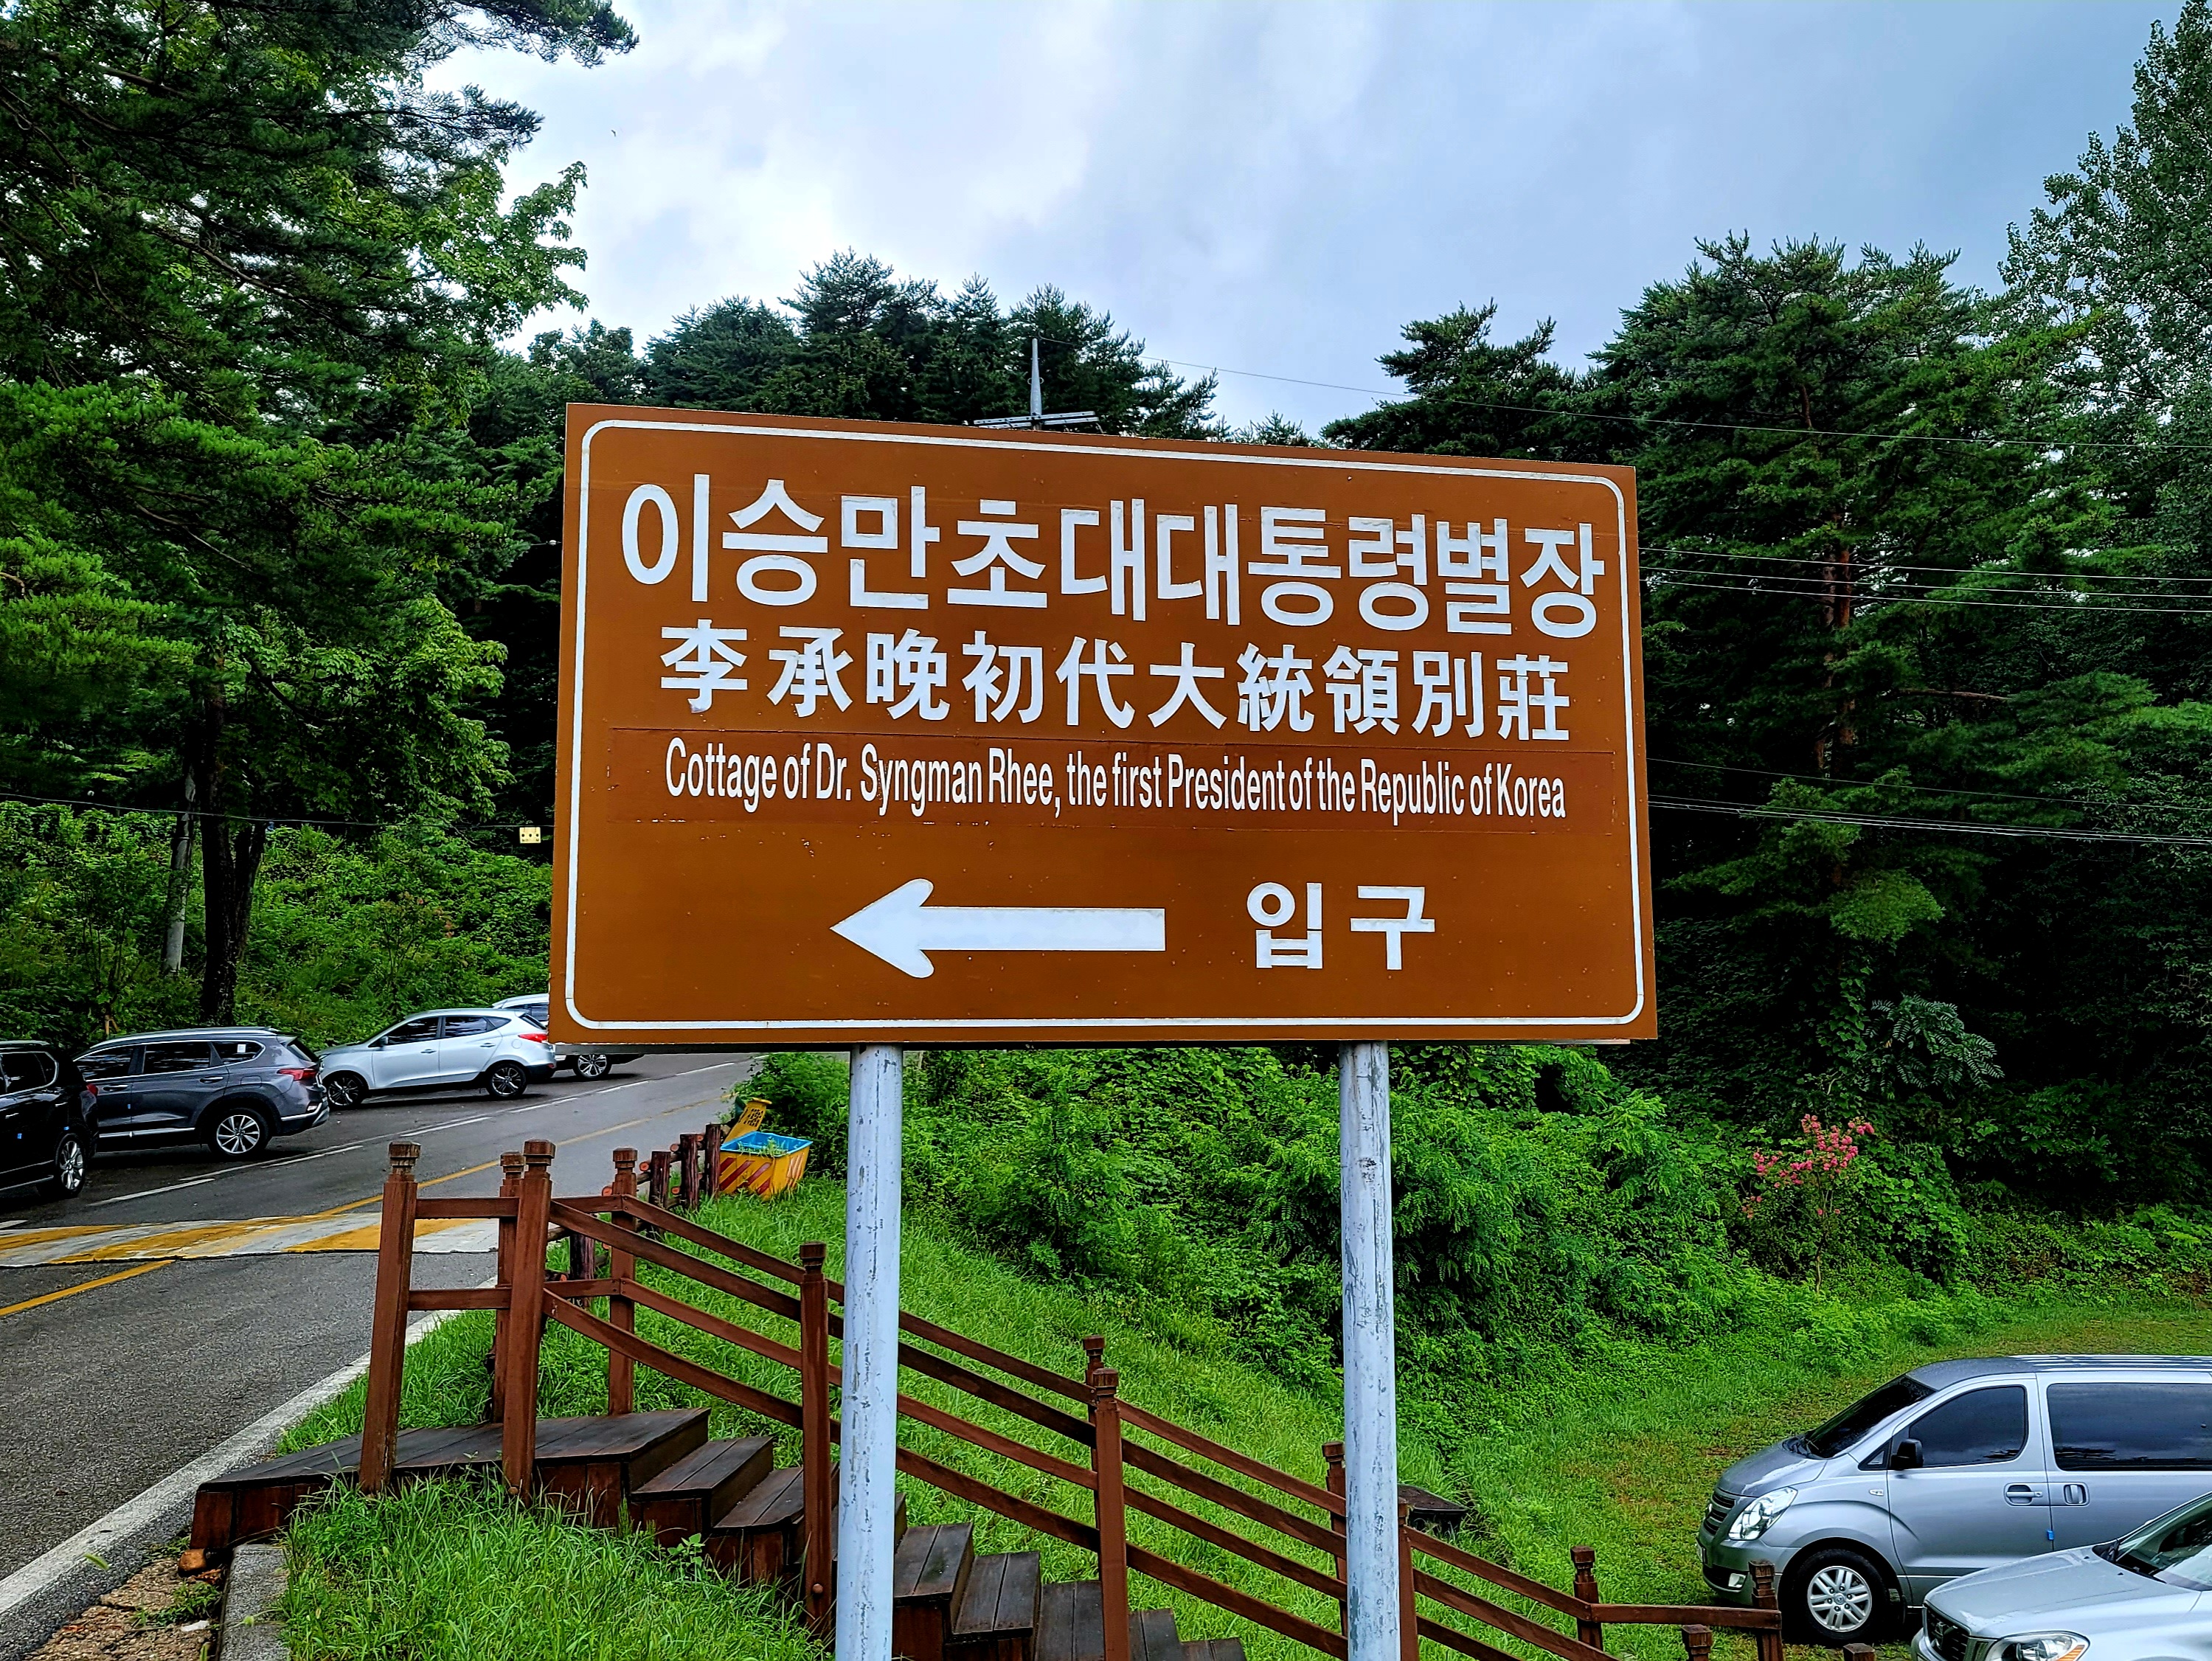 이승만초대대통령별장
李承晩初代大統領別莊
Cottage of Dr. Syngman Rhee, the first President of the Republic of Korea
입구